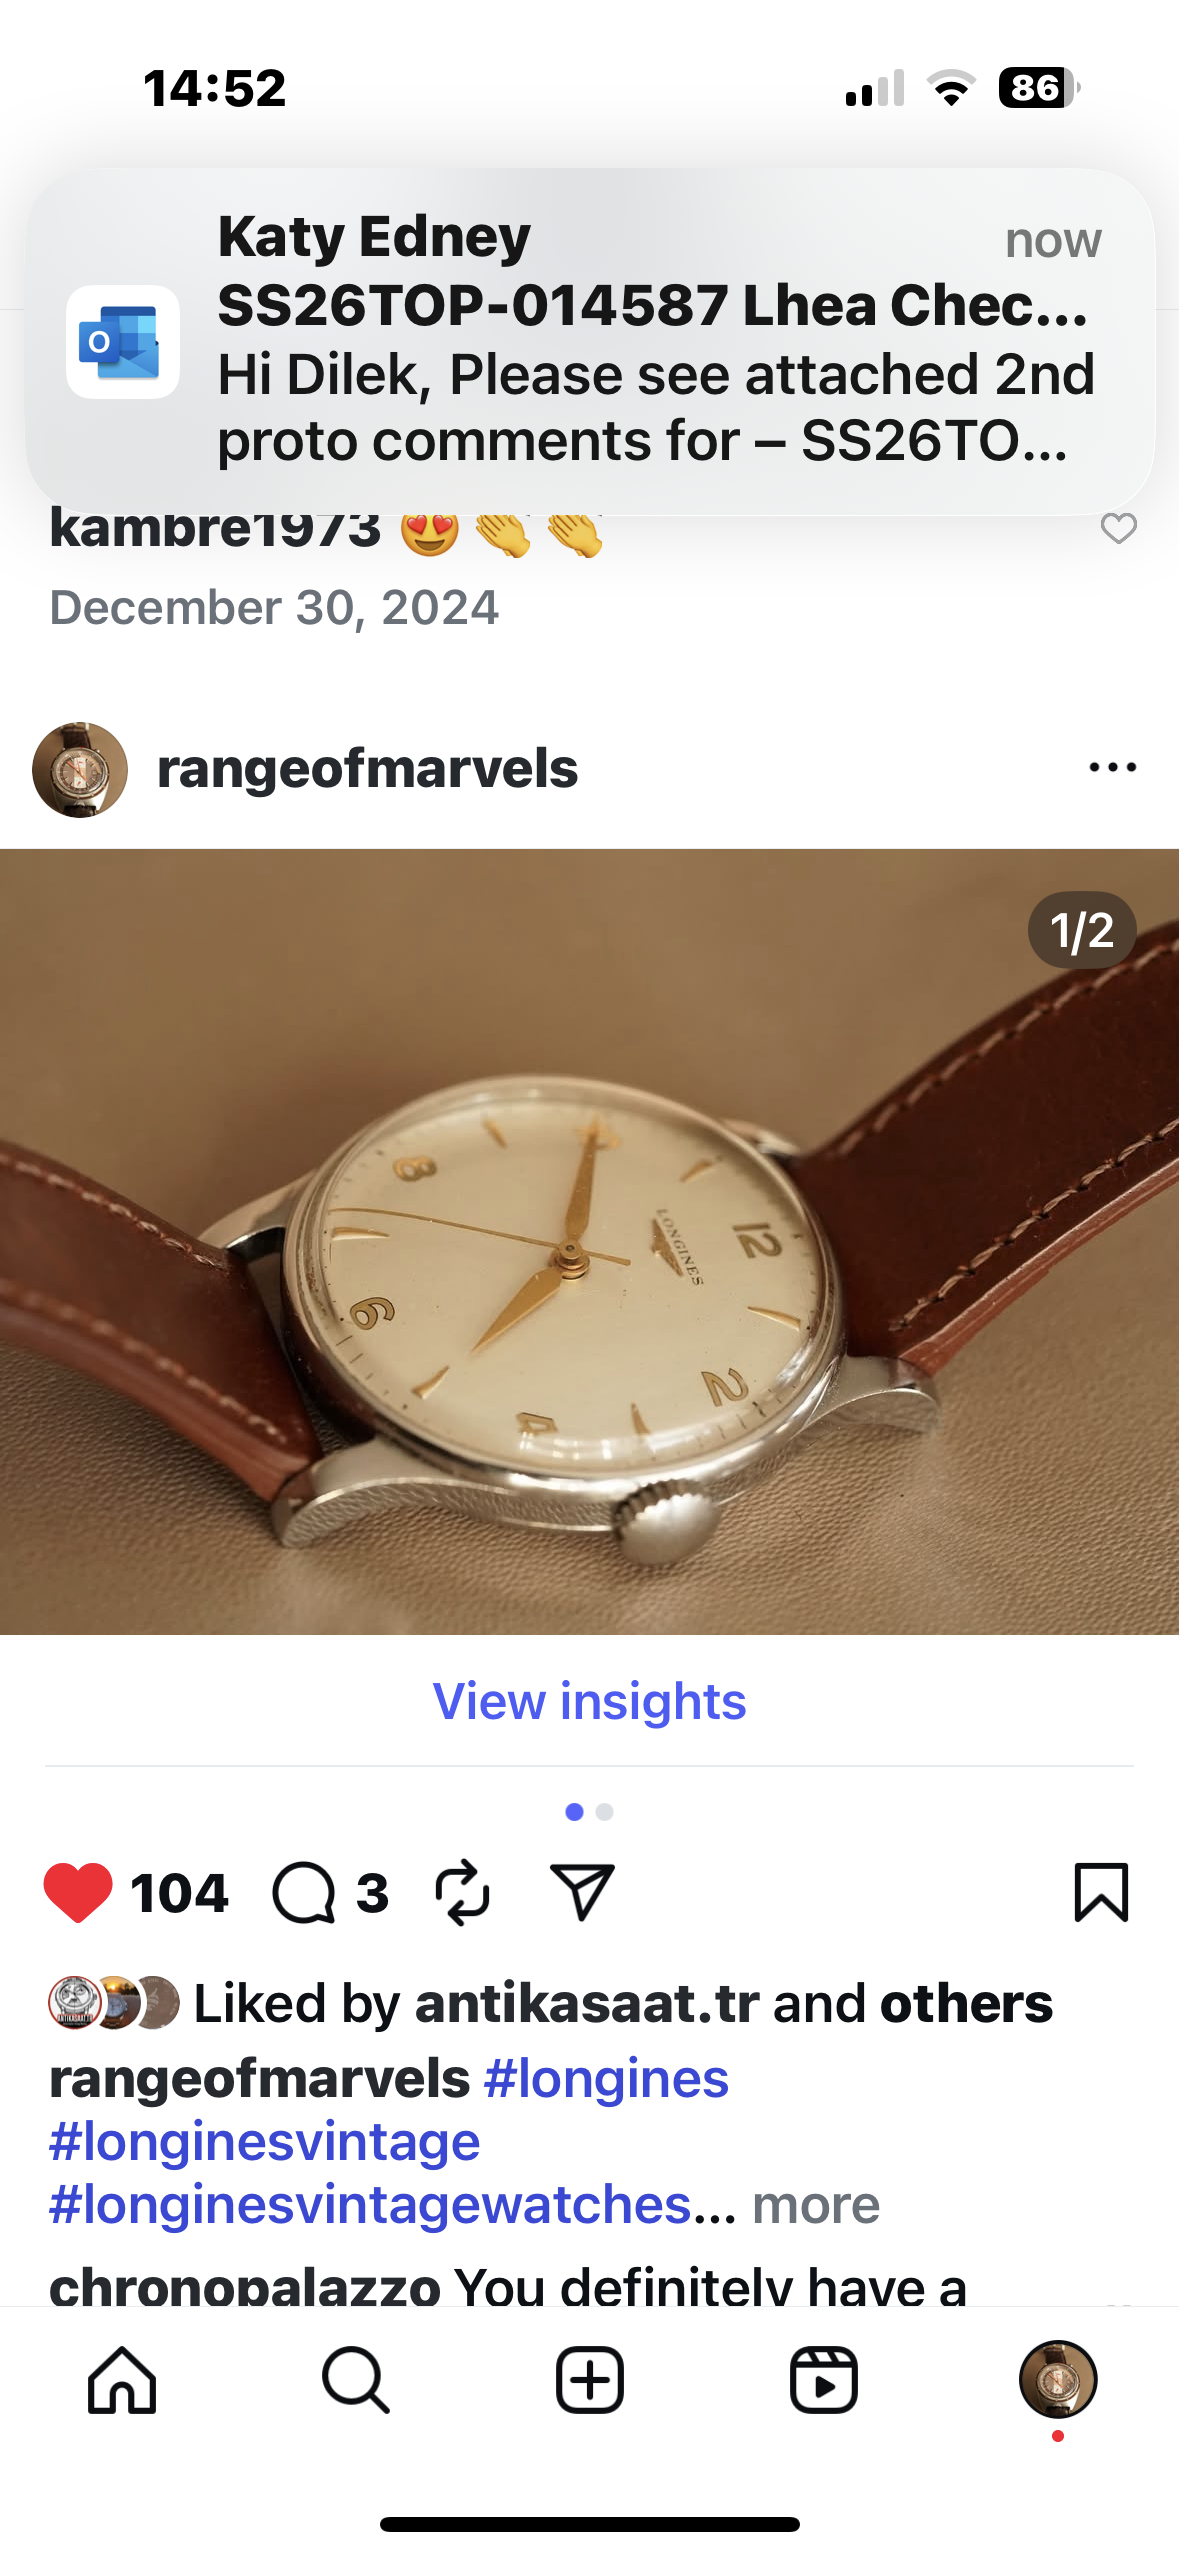 14:52
86
Katy Edney
now
SS26TOP-014587 Lhea Chec...
Hi Dilek, Please see attached 2nd
proto comments for – SS26TO...
kambre1973 😍👏👏
December 30, 2024
rangeofmarvels
1/2
LONGINES
12
2
4
6
8
View insights
104
3
Liked by antikasaat.tr and others
rangeofmarvels #longines
#longinesvintage
#longinesvintagewatches... more
chronopalazzo You definitely have a